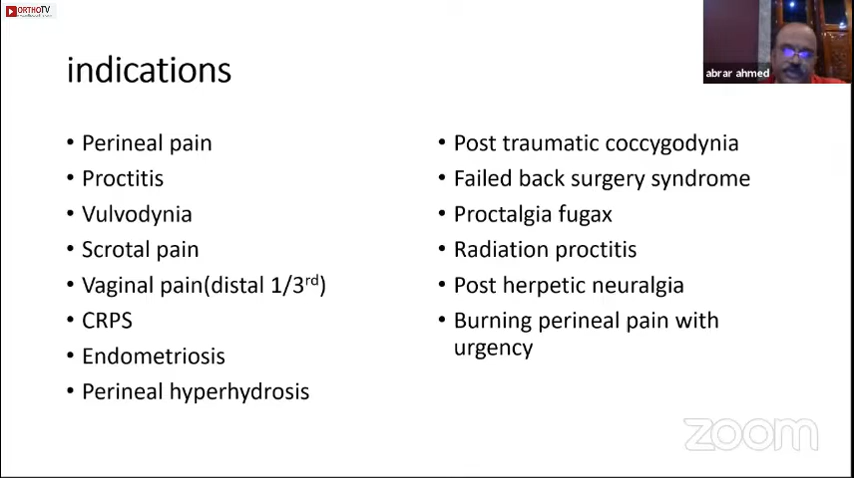 ORTHOTV
abrar ahmed
indications
• Perineal pain
• Proctitis
• Vulvodynia
• Scrotal pain
• Vaginal pain(distal 1/3rd)
• CRPS
• Endometriosis
• Perineal hyperhydrosis
• Post traumatic coccygodynia
• Failed back surgery syndrome
• Proctalgia fugax
• Radiation proctitis
• Post herpetic neuralgia
• Burning perineal pain with
urgency
zoom